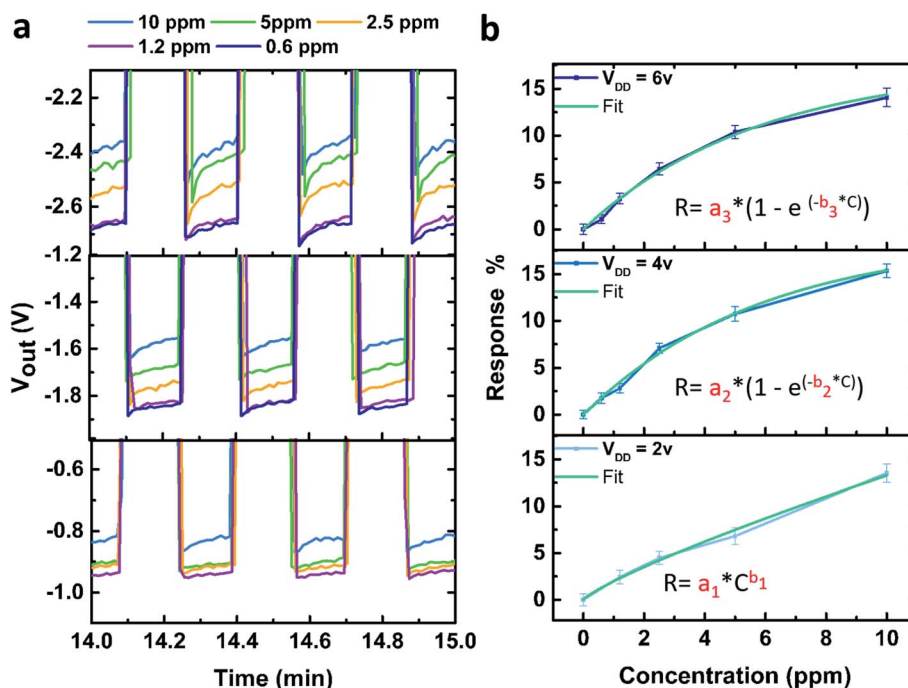 a
10 ppm 5ppm 2.5 ppm
1.2 ppm 0.6 ppm
-2.2
-2.4
-2.6
-1.2
-1.4
-1.6
-1.8
-0.6
-0.8
-1.0
Vout (V)
14.0 14.2 14.4 14.6 14.8 15.0
Time (min)
b
VDD = 6v
Fit
15
10
5
0
R= a3*(1 - e(-b3*C))
VDD = 4v
Fit
15
10
5
0
R= a2*(1 - e(-b2*C))
VDD = 2v
Fit
15
10
5
0
R= a1*Cb1
Response %
0 2 4 6 8 10
Concentration (ppm)